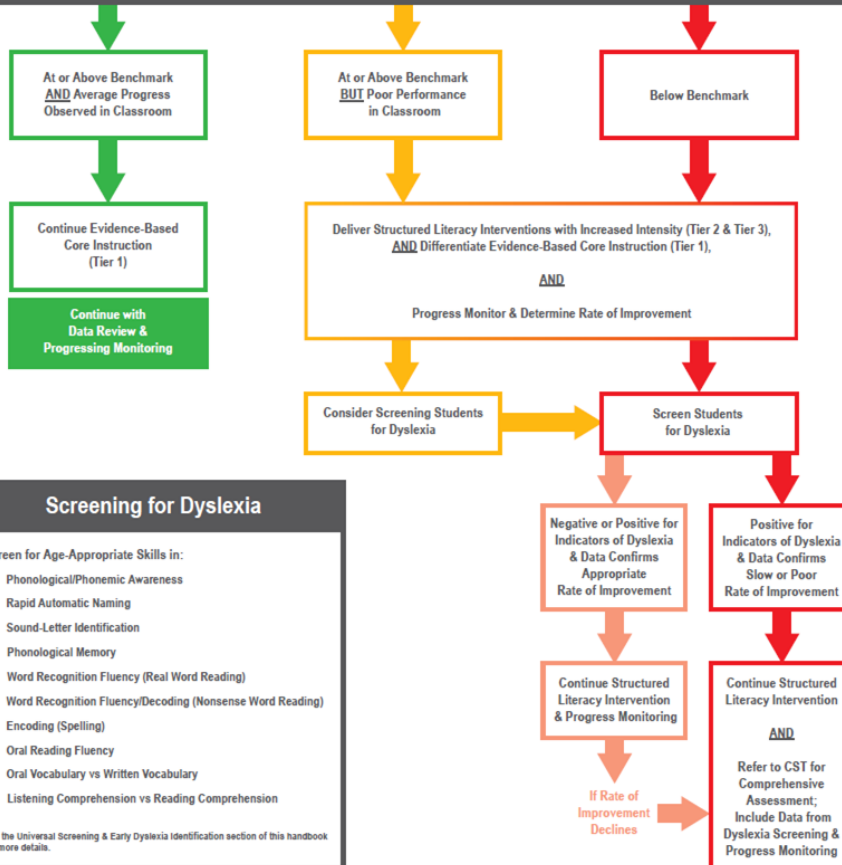 At or Above Benchmark
AND Average Progress
Observed in Classroom
At or Above Benchmark
BUT Poor Performance
in Classroom
Below Benchmark
Continue Evidence-Based
Core Instruction
(Tier 1)
Continue with
Data Review &
Progressing Monitoring
Deliver Structured Literacy Interventions with Increased Intensity (Tier 2 & Tier 3),
AND Differentiate Evidence-Based Core Instruction (Tier 1),
AND
Progress Monitor & Determine Rate of Improvement
Consider Screening Students
for Dyslexia
Screen Students
for Dyslexia
Negative or Positive for
Indicators of Dyslexia
& Data Confirms
Appropriate
Rate of Improvement
Positive for
Indicators of Dyslexia
& Data Confirms
Slow or Poor
Rate of Improvement
Continue Structured
Literacy Intervention
& Progress Monitoring
If Rate of
Improvement
Declines
Continue Structured
Literacy Intervention
AND
Refer to CST for
Comprehensive
Assessment;
Include Data from
Dyslexia Screening &
Progress Monitoring
Screening for Dyslexia
reen for Age-Appropriate Skills in:
Phonological/Phonemic Awareness
Rapid Automatic Naming
Sound-Letter Identification
Phonological Memory
Word Recognition Fluency (Real Word Reading)
Word Recognition Fluency/Decoding (Nonsense Word Reading)
Encoding (Spelling)
Oral Reading Fluency
Oral Vocabulary vs Written Vocabulary
Listening Comprehension vs Reading Comprehension
the Universal Screening & Early Dyslexia Identification section of this handbook
more details.